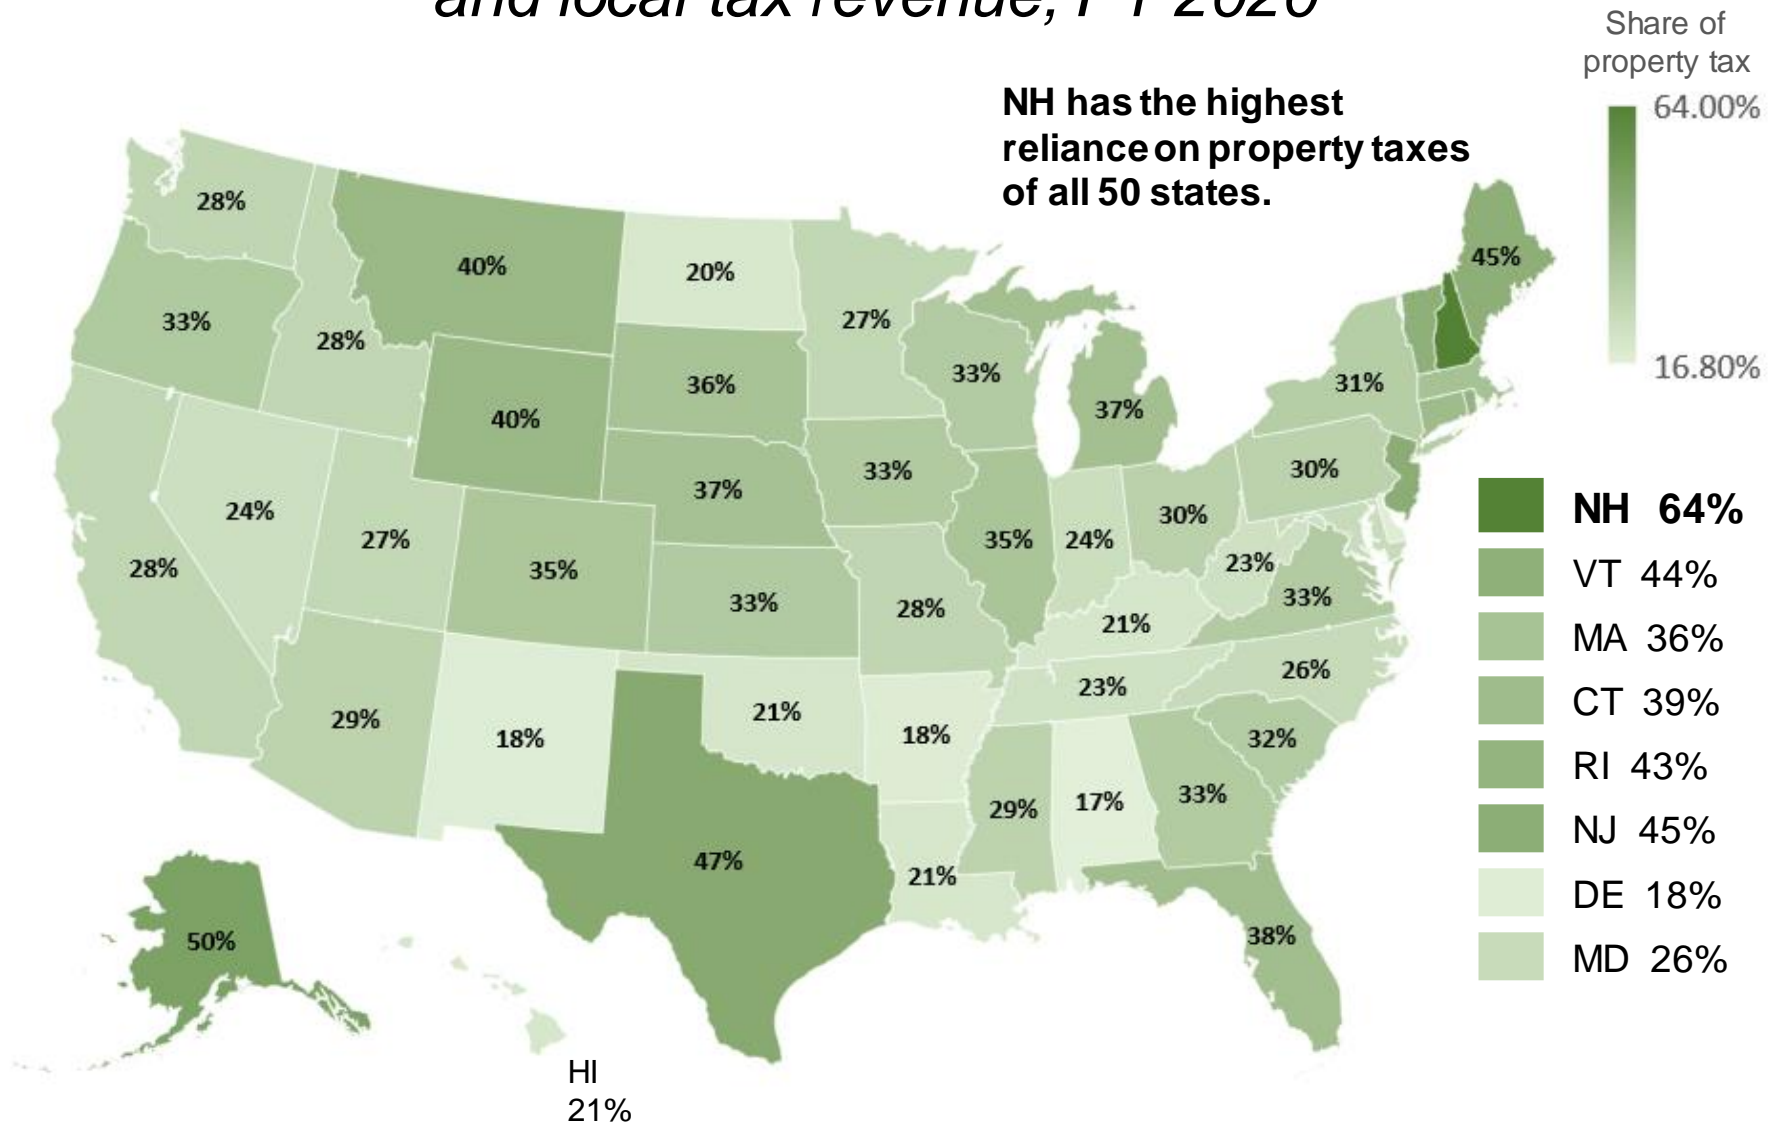 and local tax revenue, FY 2020
Share of
property tax
64.00%
16.80%
NH has the highest
reliance on property taxes
of all 50 states.
28%
40%
20%
45%
33%
28%
27%
36%
33%
31%
40%
37%
33%
37%
30%
24%
27%
35%
28%
35%
24%
30%
23%
33%
33%
28%
21%
26%
29%
18%
21%
18%
23%
32%
29%
17%
33%
47%
21%
38%
50%
HI
21%
NH 64%
VT 44%
MA 36%
CT 39%
RI 43%
NJ 45%
DE 18%
MD 26%